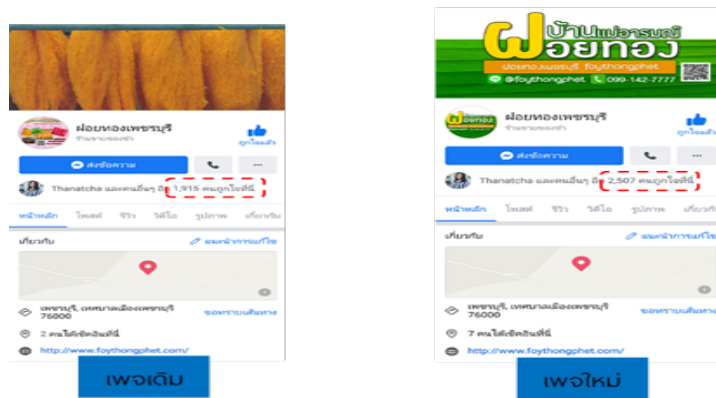 ฝอยทองเพชรบุรี
ร้านขายของชำ
ถูกใจแล้ว
ส่งข้อความ
Thanatcha และคนอื่นๆ อีก 1,915 คนถูกใจที่นี่
หน้าหลัก โพสต์ รีวิว วิดีโอ รูปภาพ เกี่ยวกับ
เกี่ยวกับ
แนะนำการแก้ไข
เพชรบุรี, เทศบาลเมืองเพชรบุรี
76000
ขอทราบเส้นทาง
2 คนได้เช็คอินที่นี่
http://www.foythongphet.com/
เพจเดิม
บ้านแม่อารมณ์
ฝอยทอง
ฝอยทองเพชรบุรี foythongphet
@foythongphet 099-142-7777
ฝอยทอง
ฝอยทองเพชรบุรี
ร้านขายของชำ
ถูกใจแล้ว
ส่งข้อความ
Thanatcha และคนอื่นๆ อีก 2,507 คนถูกใจที่นี่
หน้าหลัก โพสต์ รีวิว วิดีโอ รูปภาพ เกี่ยวกับ
เกี่ยวกับ
แนะนำการแก้ไข
เพชรบุรี, เทศบาลเมืองเพชรบุรี
76000
ขอทราบเส้นทาง
7 คนได้เช็คอินที่นี่
http://www.foythongphet.com/
เพจใหม่